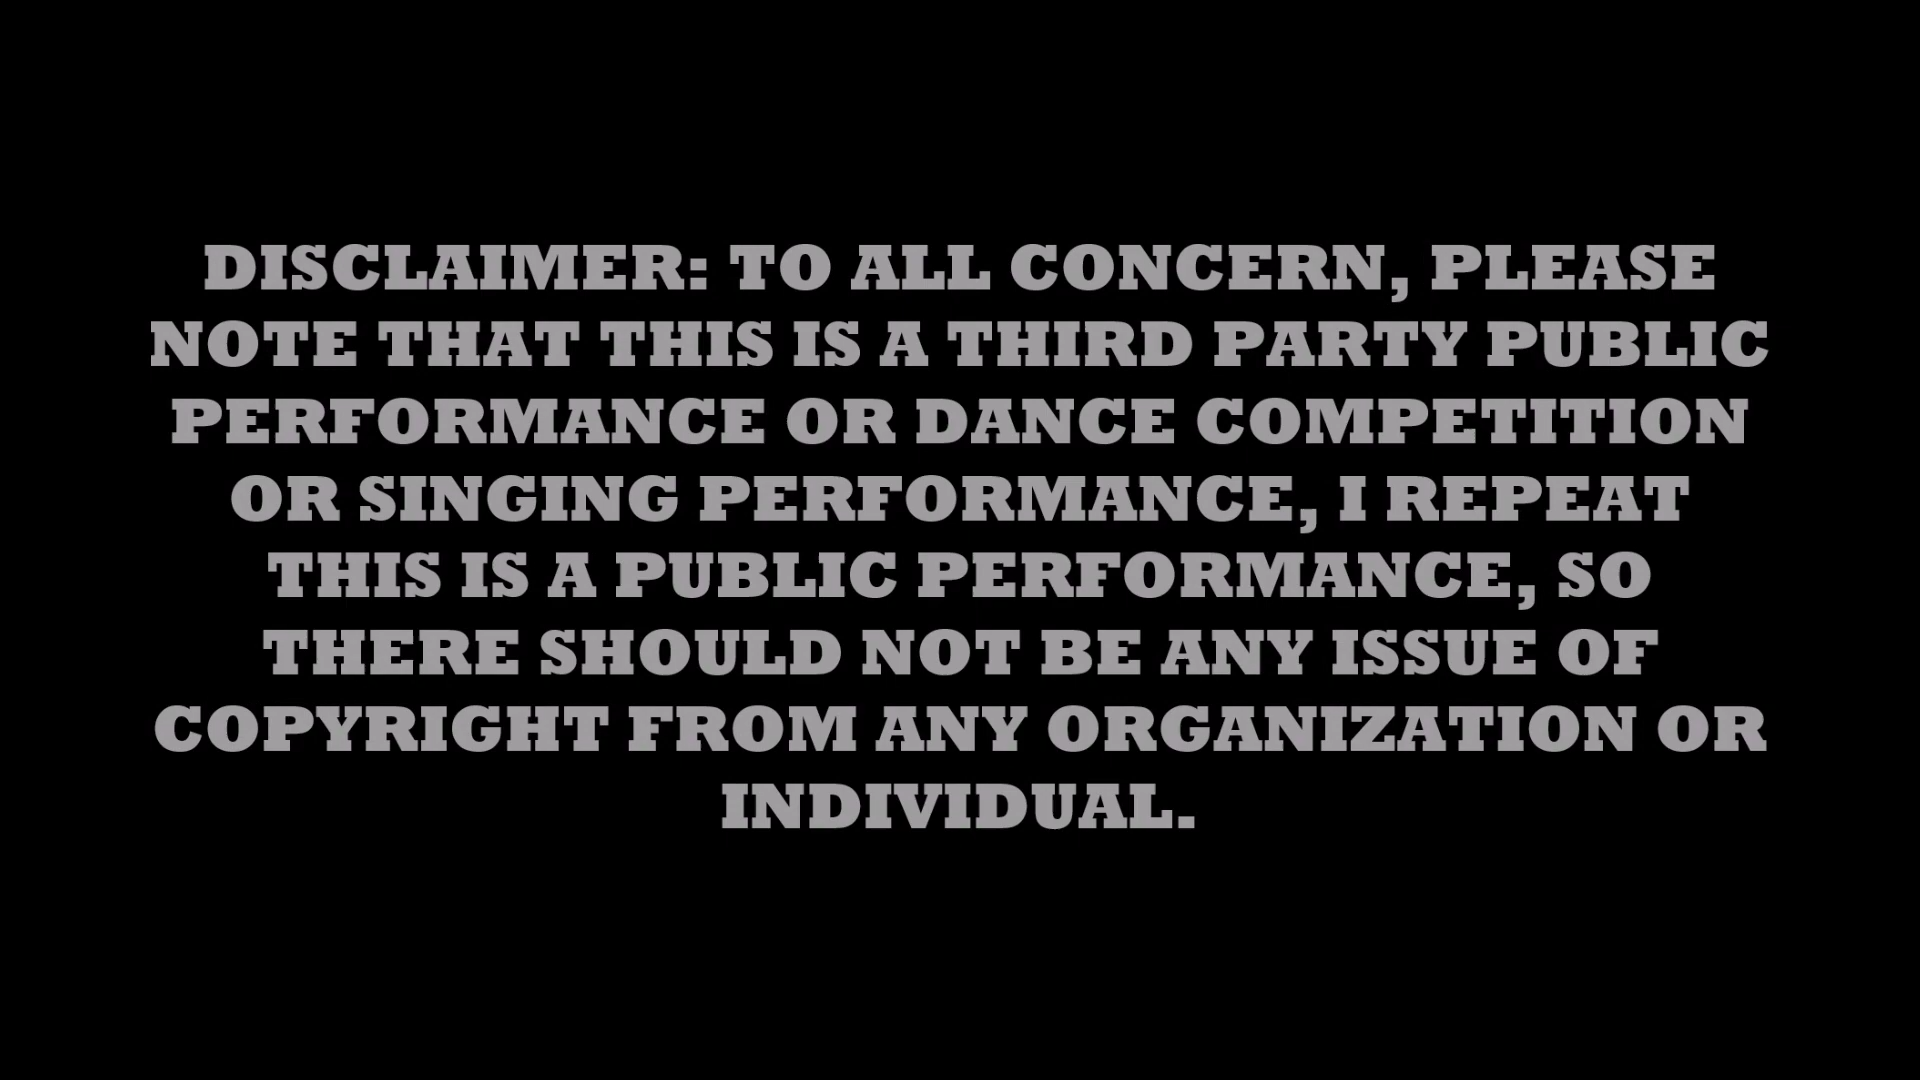 DISCLAIMER: TO ALL CONCERN, PLEASE
NOTE THAT THIS IS A THIRD PARTY PUBLIC
PERFORMANCE OR DANCE COMPETITION
OR SINGING PERFORMANCE, I REPEAT
THIS IS A PUBLIC PERFORMANCE, SO
THERE SHOULD NOT BE ANY ISSUE OF
COPYRIGHT FROM ANY ORGANIZATION OR
INDIVIDUAL.